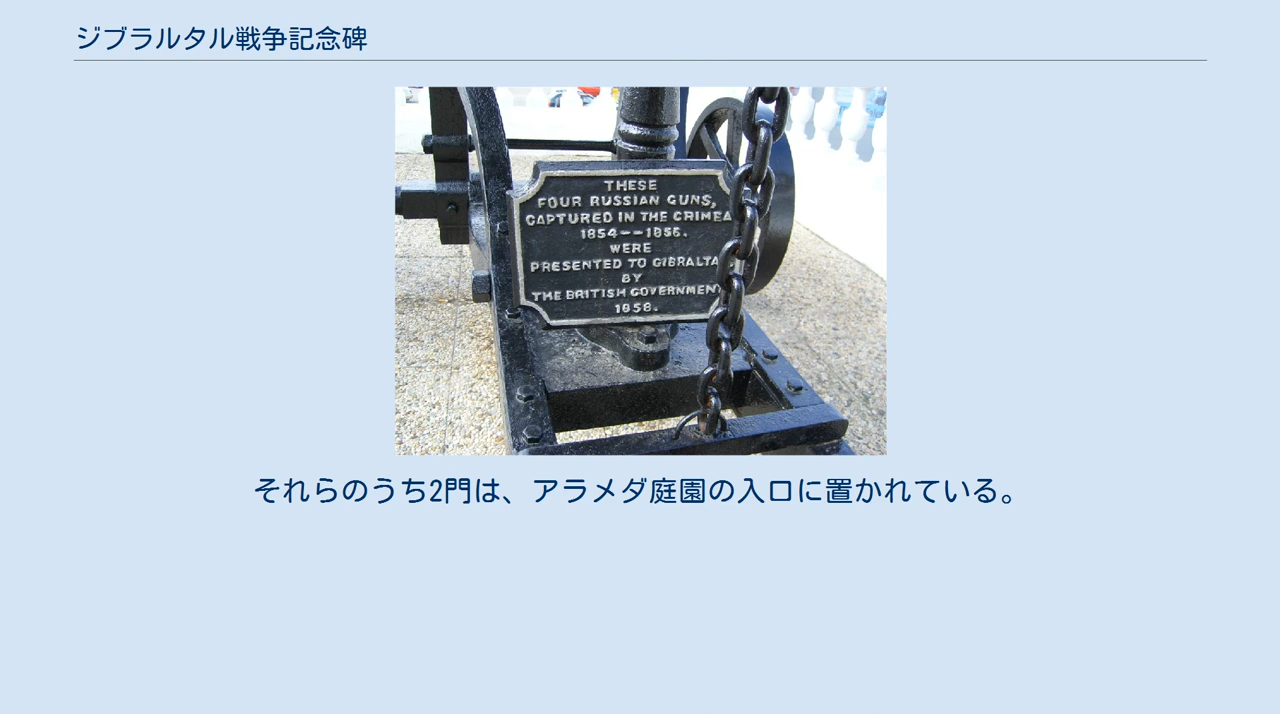 ジブラルタル戦争記念碑
THESE
FOUR RUSSIAN GUNS,
CAPTURED IN THE CRIMEA
1854--1856.
WERE
PRESENTED TO GIBRALTA
BY
THE BRITISH GOVERNMENT
1858.
それらのうち2門は、アラメダ庭園の入口に置かれている。